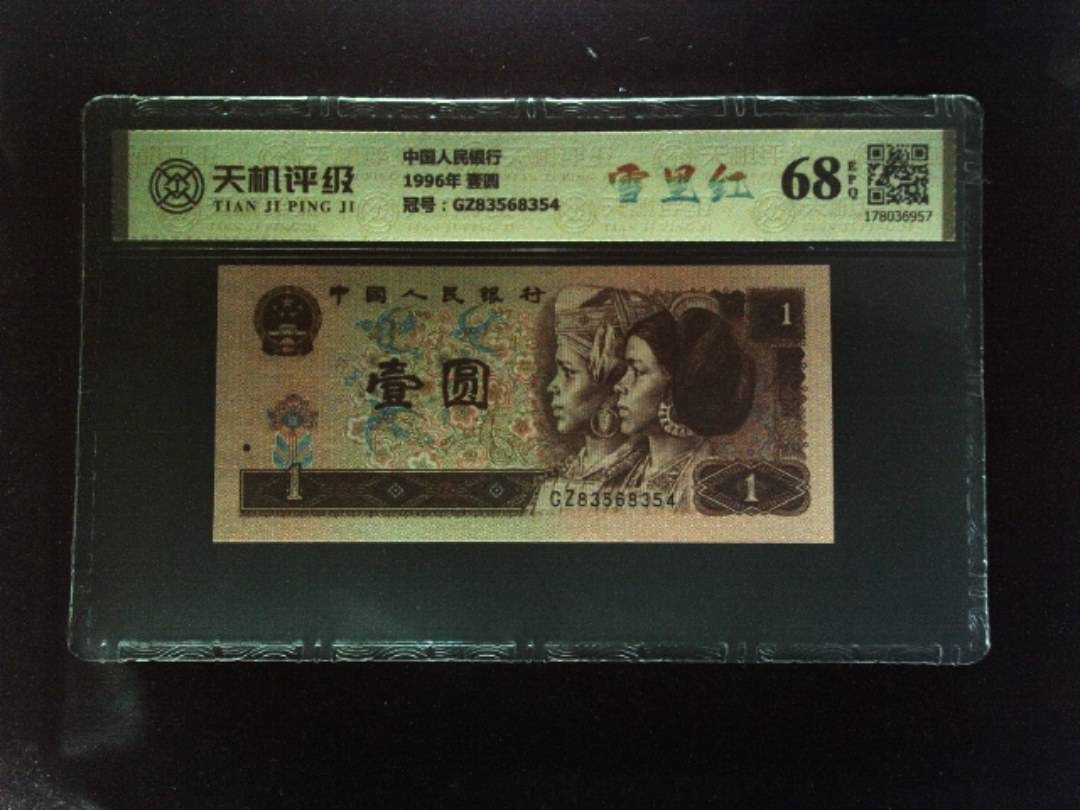 天机评级
TIAN JI PING JI
中国人民银行
1996年 壹圆
冠号：GZ83568354
雪里红
68
EPQ
178036957
中国人民银行
1
壹圆
1
GZ83568354
1